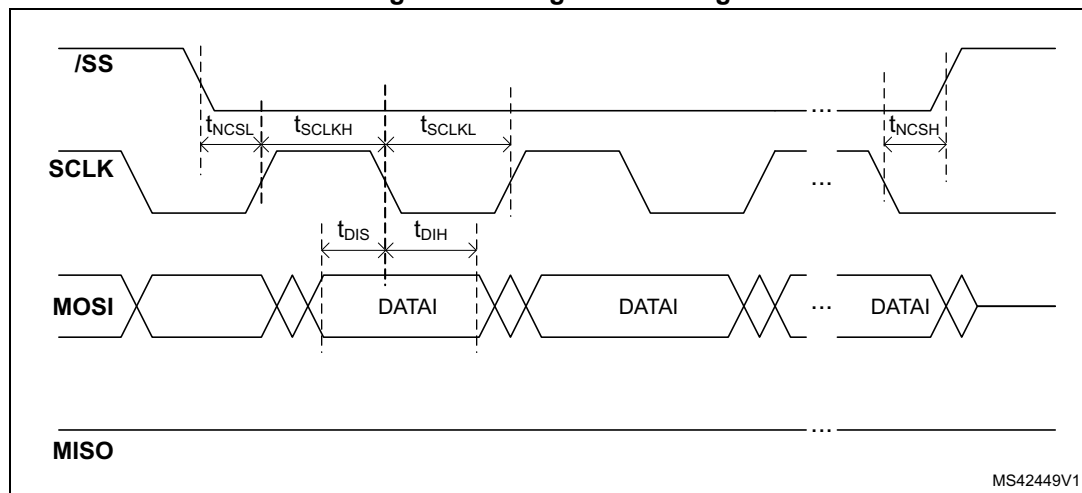 /SS
tNCSL tSCLKH tSCLKL ... tNCSH
SCLK ...
tDIS tDIH
MOSI DATAI DATAI ... DATAI
...
MISO
MS42449V1